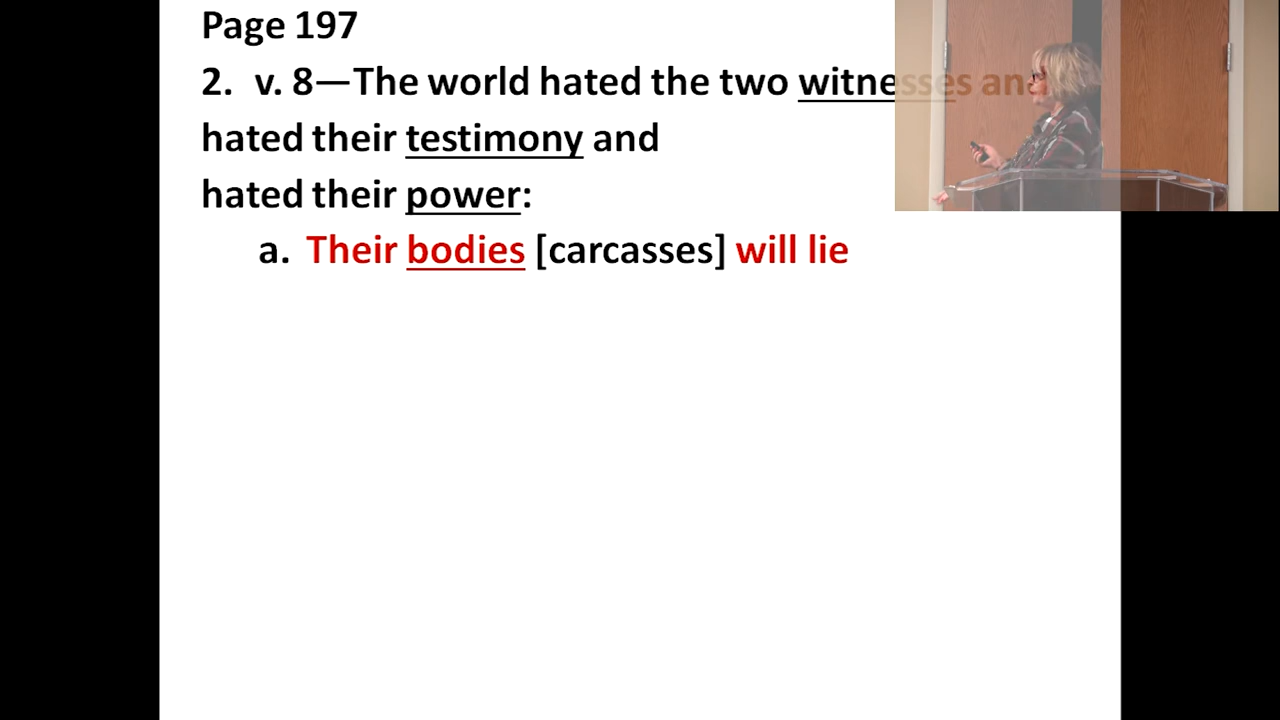 Page 197
2. v. 8—The world hated the two witnesses and
hated their testimony and
hated their power:
a. Their bodies [carcasses] will lie